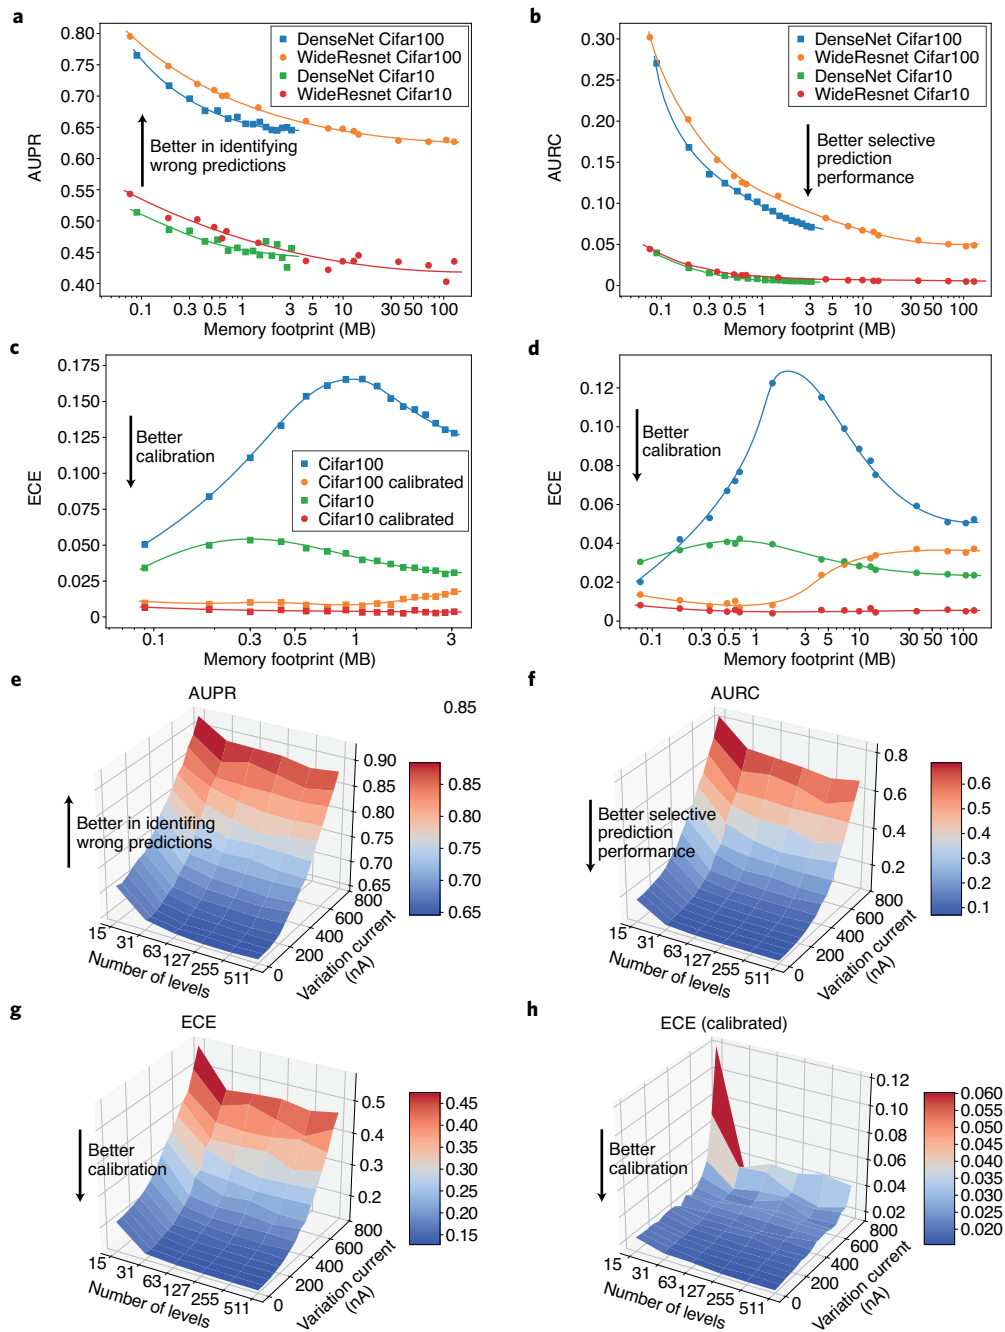 a
0.80
0.75
0.70
0.65
0.60
0.55
0.50
0.45
0.40
AUPR
DenseNet Cifar100
WideResnet Cifar100
DenseNet Cifar10
WideResnet Cifar10
Better in identifying
wrong predictions
0.1 0.3 0.5 1 3 5 10 30 50 100
Memory footprint (MB)
b
0.30
0.25
0.20
0.15
0.10
0.05
0
AURC
DenseNet Cifar100
WideResnet Cifar100
DenseNet Cifar10
WideResnet Cifar10
Better selective
prediction
performance
0.1 0.3 0.5 1 3 5 10 30 50 100
Memory footprint (MB)
c
0.175
0.150
0.125
0.100
0.075
0.050
0.025
0
ECE
Better
calibration
Cifar100
Cifar100 calibrated
Cifar10
Cifar10 calibrated
0.1 0.3 0.5 1 3
Memory footprint (MB)
d
0.12
0.10
0.08
0.06
0.04
0.02
0
ECE
Better
calibration
0.1 0.3 0.5 1 3 5 10 30 50 100
Memory footprint (MB)
e
AUPR
0.85
0.90
0.85
0.80
0.75
0.70
0.65
Better in identifing
wrong predictions
0.85
0.80
0.75
0.70
0.65
15 31 63 127 255 511
Number of levels
0 200 400 600 800
Variation current
(nA)
f
AURC
0.8
0.6
0.4
0.2
Better selective
prediction
performance
0.6
0.5
0.4
0.3
0.2
0.1
15 31 63 127 255 511
Number of levels
0 200 400 600 800
Variation current
(nA)
g
ECE
0.5
0.4
0.3
0.2
Better
calibration
0.45
0.40
0.35
0.30
0.25
0.20
0.15
15 31 63 127 255 511
Number of levels
0 200 400 600 800
Variation current
(nA)
h
ECE (calibrated)
0.12
0.10
0.08
0.06
0.04
0.02
Better
calibration
0.060
0.055
0.050
0.045
0.040
0.035
0.030
0.025
0.020
15 31 63 127 255 511
Number of levels
0 200 400 600 800
Variation current
(nA)